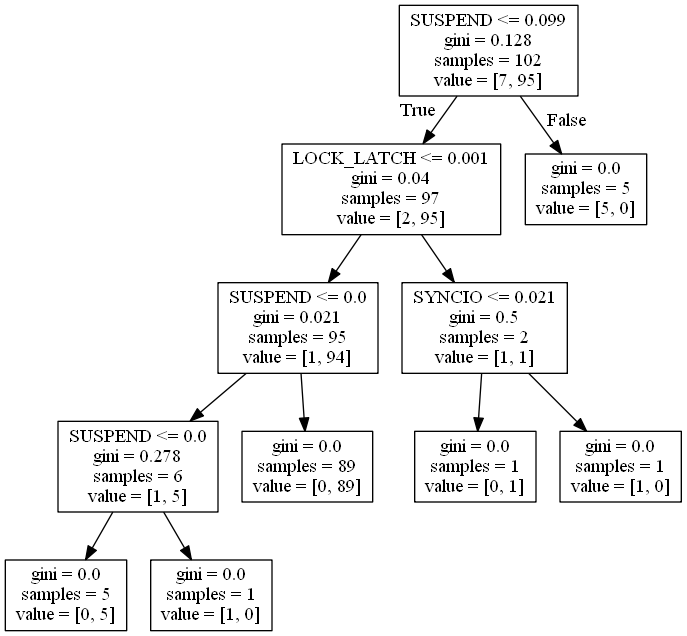 SUSPEND <= 0.099
gini = 0.128
samples = 102
value = [7, 95]
True
False
LOCK_LATCH <= 0.001
gini = 0.04
samples = 97
value = [2, 95]
gini = 0.0
samples = 5
value = [5, 0]
SUSPEND <= 0.0
gini = 0.021
samples = 95
value = [1, 94]
SYNCIO <= 0.021
gini = 0.5
samples = 2
value = [1, 1]
SUSPEND <= 0.0
gini = 0.278
samples = 6
value = [1, 5]
gini = 0.0
samples = 89
value = [0, 89]
gini = 0.0
samples = 1
value = [0, 1]
gini = 0.0
samples = 1
value = [1, 0]
gini = 0.0
samples = 5
value = [0, 5]
gini = 0.0
samples = 1
value = [1, 0]